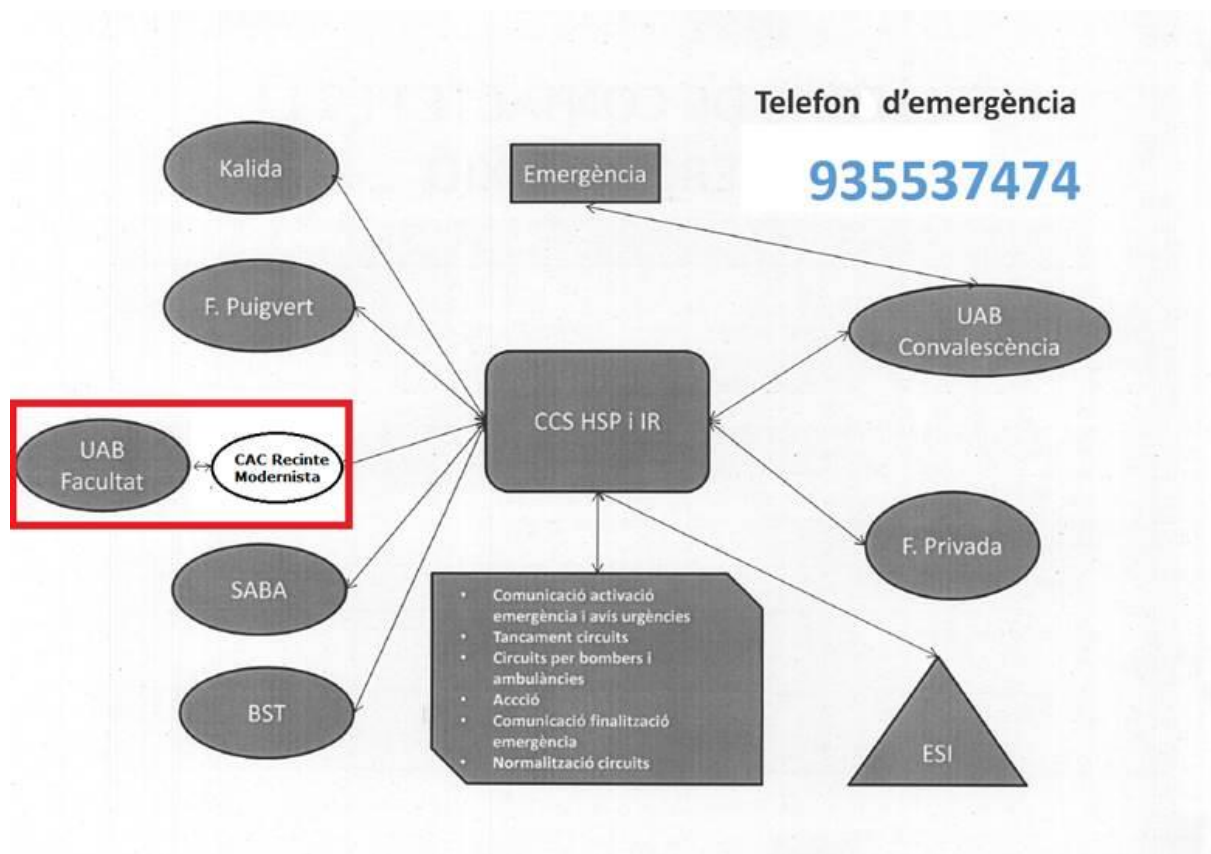 Telefon d'emergència
935537474
Kalida
Emergència
F. Puigvert
UAB
Convalescència
CCS HSP i IR
UAB
Facultat
CAC Recinte
Modernista
F. Privada
SABA
• Comunicació activació
emergència i avis urgències
• Tancament circuits
• Circuits per bombers i
ambulàncies
• Accció
• Comunicació finalització
emergència
• Normalització circuits
BST
ESI